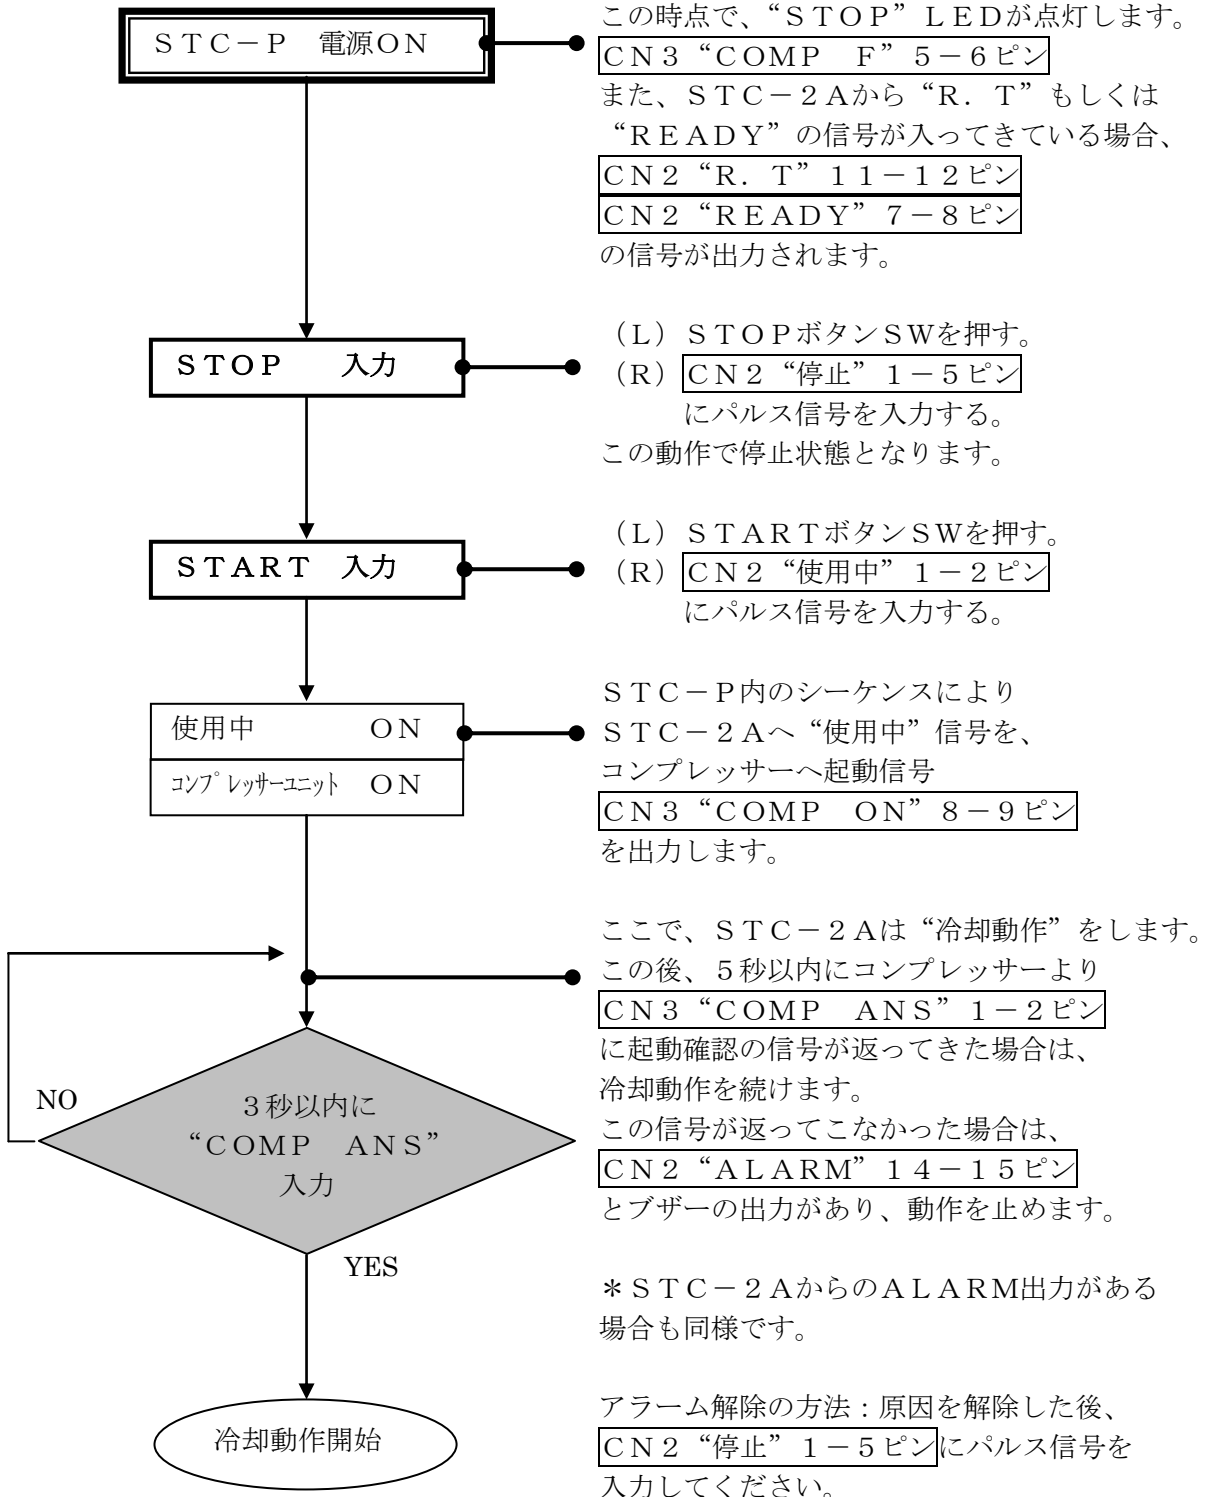 STC－P　電源ON
この時点で、“STOP”LEDが点灯します。
CN3“COMP　F”5－6ピン
また、STC－2Aから“R．T”もしくは
“READY”の信号が入ってきている場合、
CN2“R．T”11－12ピン
CN2“READY”7－8ピン
の信号が出力されます。
STOP　入力
（L）STOPボタンSWを押す。
（R）CN2“停止”1－5ピン
にパルス信号を入力する。
この動作で停止状態となります。
START　入力
（L）STARTボタンSWを押す。
（R）CN2“使用中”1－2ピン
にパルス信号を入力する。
使用中　ON
ｺﾝﾌﾟﾚｯｻｰﾕﾆｯﾄ　ON
STC－P内のシーケンスにより
STC－2Aへ“使用中”信号を、
コンプレッサーへ起動信号
CN3“COMP　ON”8－9ピン
を出力します。
ここで、STC－2Aは“冷却動作”をします。
この後、5秒以内にコンプレッサーより
CN3“COMP　ANS”1－2ピン
に起動確認の信号が返ってきた場合は、
冷却動作を続けます。
この信号が返ってこなかった場合は、
CN2“ALARM”14－15ピン
とブザーの出力があり、動作を止めます。
NO
3秒以内に
“COMP　ANS”
入力
YES
＊STC－2AからのALARM出力がある
場合も同様です。
冷却動作開始
アラーム解除の方法：原因を解除した後、
CN2“停止”1－5ピンにパルス信号を
入力してください。